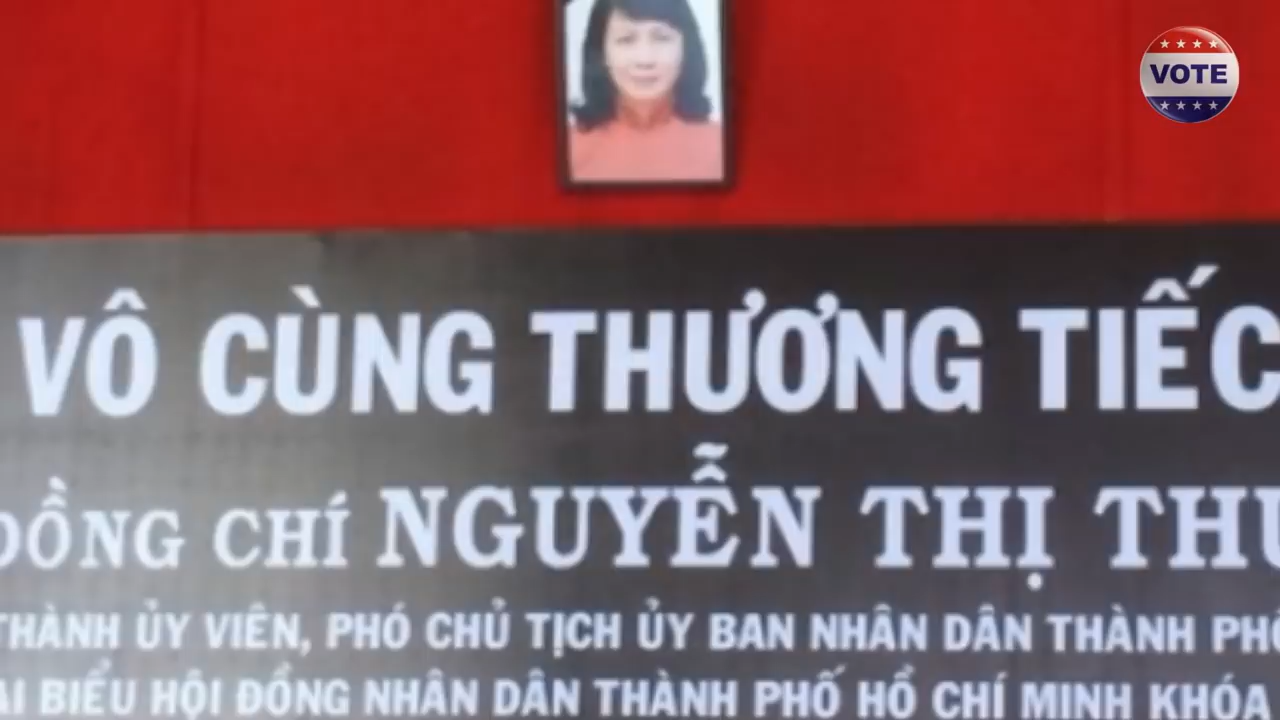 VOTE
VÔ CÙNG THƯƠNG TIẾC
ĐỒNG CHÍ NGUYỄN THỊ
THÀNH ỦY VIÊN, PHÓ CHỦ TỊCH ỦY BAN NHÂN DÂN THÀNH PHỐ
BIỂU HỘI ĐỒNG NHÂN DÂN THÀNH PHỐ HỒ CHÍ MINH KHÓA